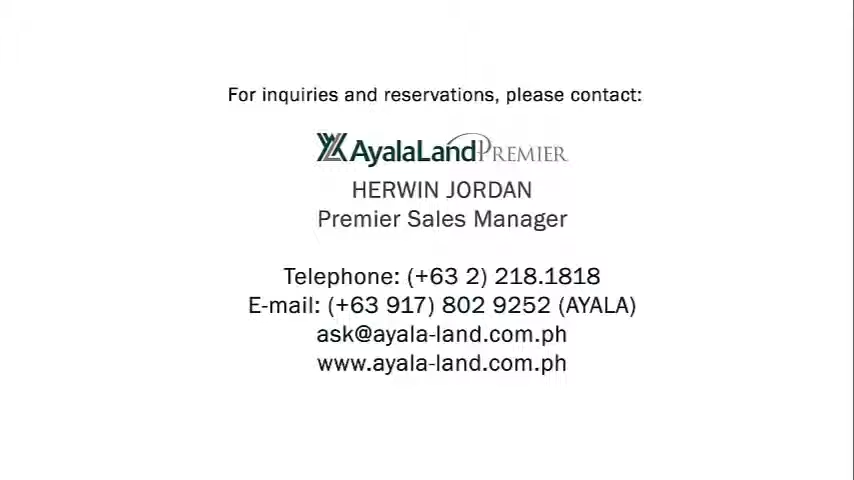 For inquiries and reservations, please contact:
AyalaLand PREMIER
HERWIN JORDAN
Premier Sales Manager
Telephone: (+63 2) 218.1818
E-mail: (+63 917) 802 9252 (AYALA)
ask@ayala-land.com.ph
www.ayala-land.com.ph